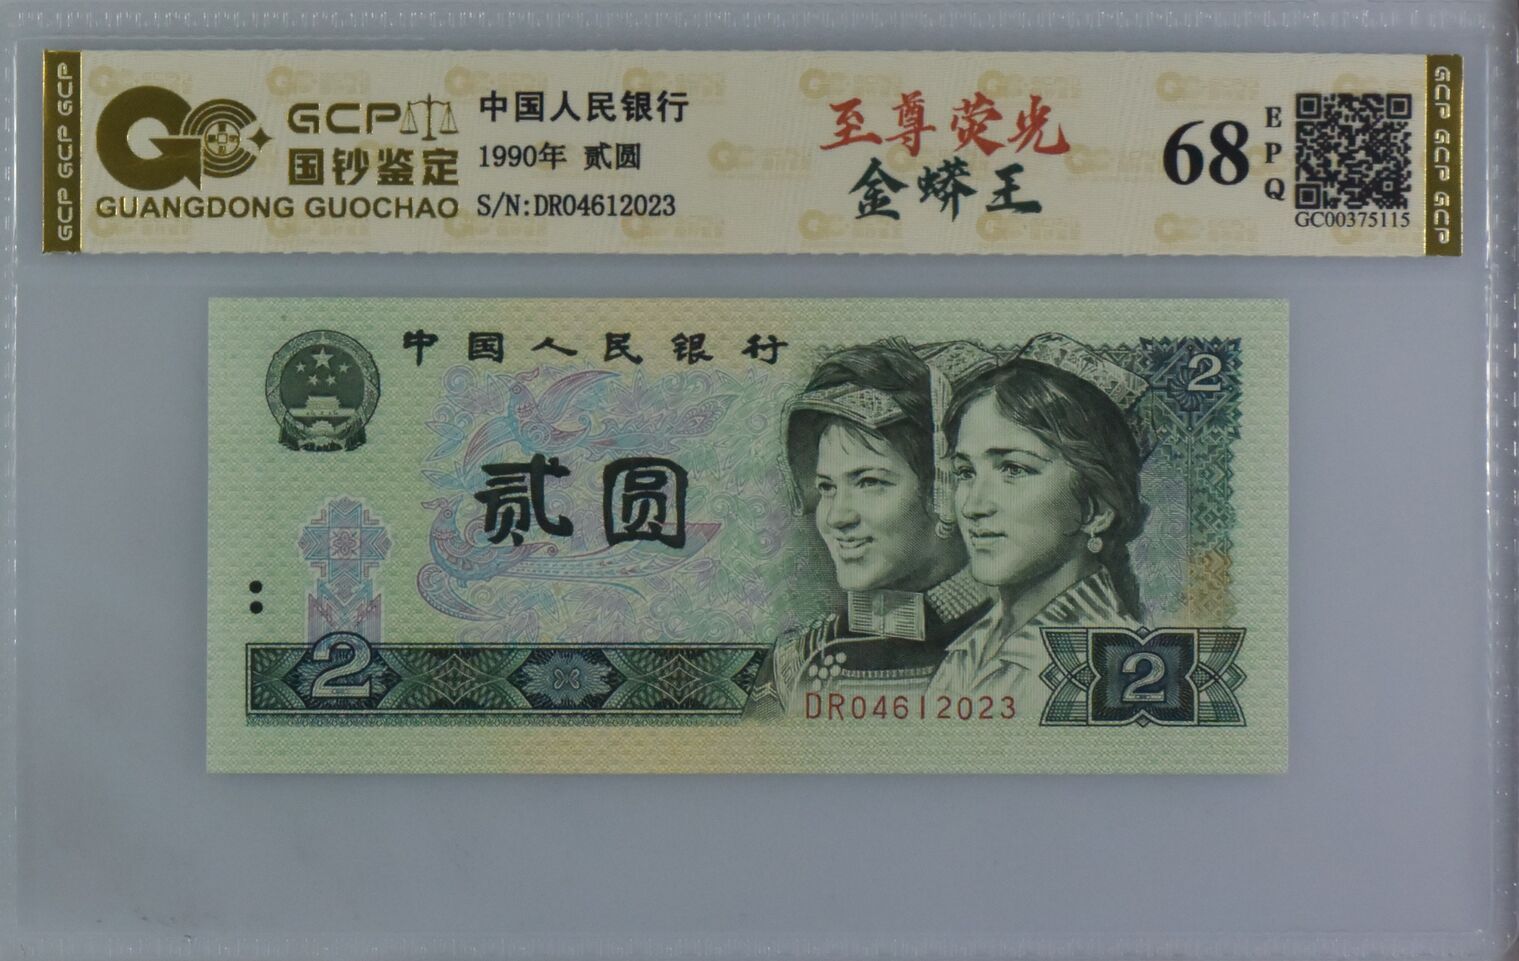 GCP
国钞鉴定
GUANGDONG GUOCHAO
中国人民银行
1990年 贰圆
S/N:DR04612023
至尊荧光
金蟒王
68
EPQ
GC00375115
GCP GCP GCP
GCP GCP GCP
中国人民银行
2
贰圆
2
2
2
DR04612023